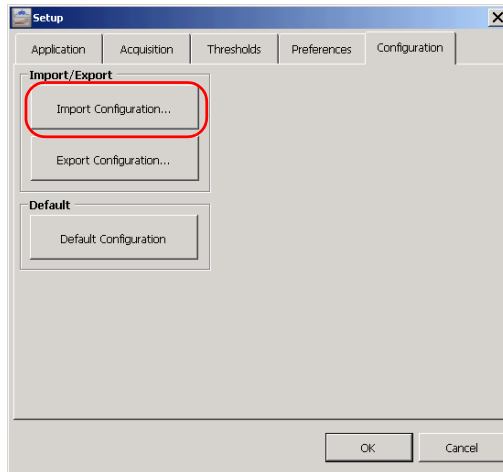 Setup
Application Acquisition Thresholds Preferences Configuration
Import/Export
Import Configuration...
Export Configuration...
Default
Default Configuration
OK Cancel